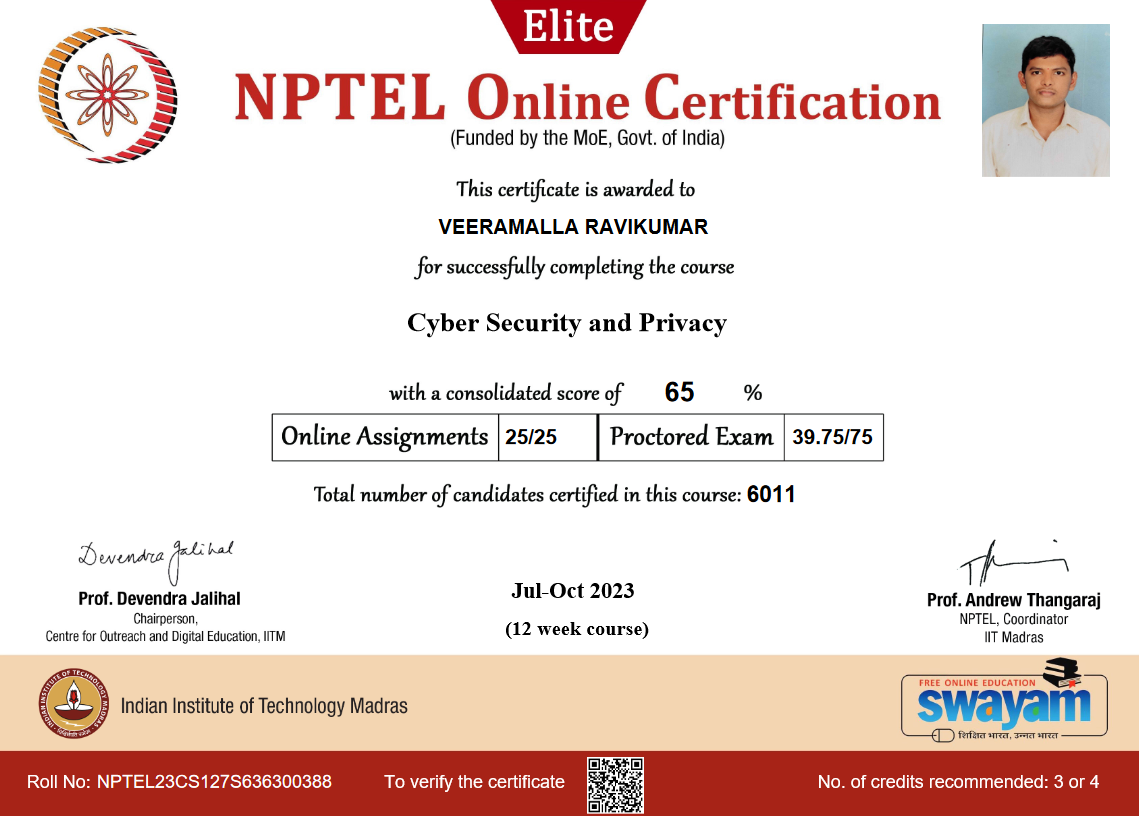 Elite
NPTEL Online Certification
(Funded by the MoE, Govt. of India)
This certificate is awarded to
VEERAMALLA RAVIKUMAR
for successfully completing the course
Cyber Security and Privacy
with a consolidated score of 65 %
Online Assignments 25/25 Proctored Exam 39.75/75
Total number of candidates certified in this course: 6011
Devendra Jalihal
Prof. Devendra Jalihal
Chairperson,
Centre for Outreach and Digital Education, IITM
Jul-Oct 2023
(12 week course)
Prof. Andrew Thangaraj
NPTEL, Coordinator
IIT Madras
INDIAN INSTITUTE OF TECHNOLOGY MADRAS
Indian Institute of Technology Madras
FREE ONLINE EDUCATION
swayam
शिक्षित भारत, उन्नत भारत
Roll No: NPTEL23CS127S636300388
To verify the certificate
No. of credits recommended: 3 or 4